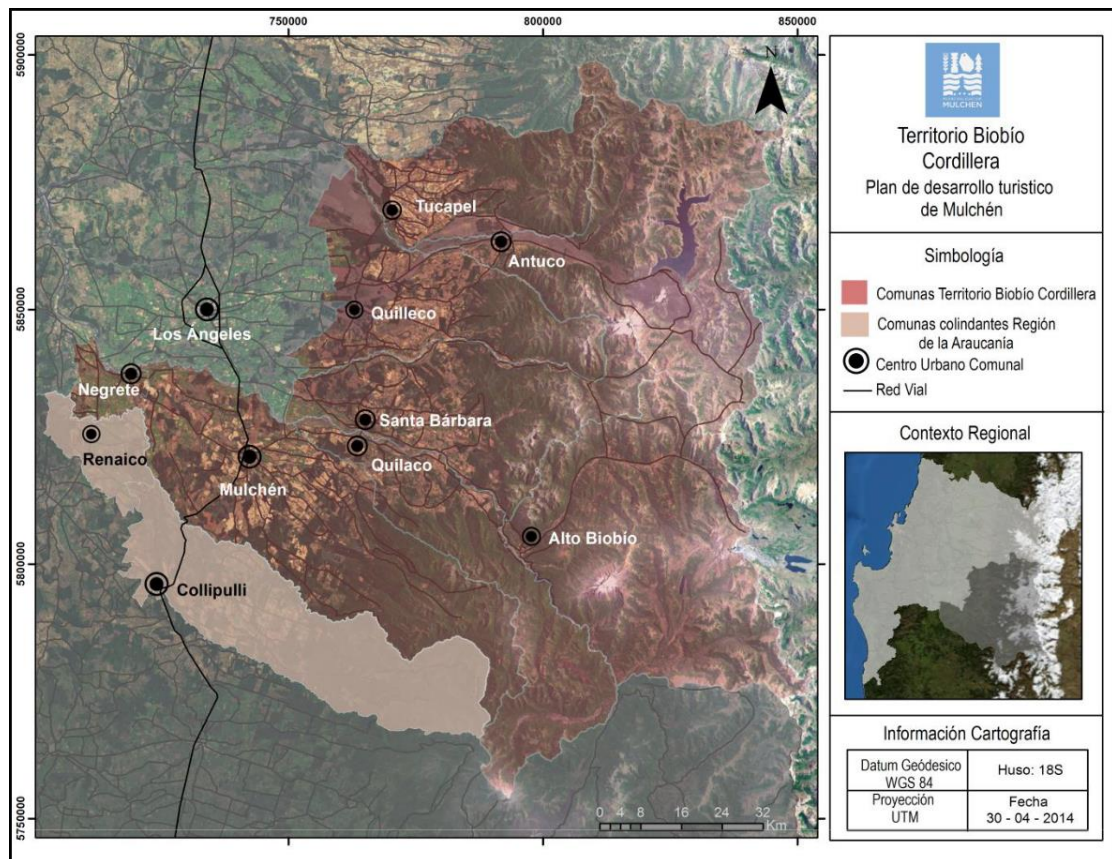 750000
800000
850000
5900000
5850000
5800000
5750000
N
Tucapel
Antuco
Quilleco
Los Ángeles
Negrete
Santa Bárbara
Renaico
Quilaco
Mulchén
Alto Biobío
Collipulli
0 4 8 16 24 32
Km
MULCHEN
Territorio Biobío
Cordillera
Plan de desarrollo turistico
de Mulchén
Simbología
Comunas Territorio Biobío Cordillera
Comunas colindantes Región
de la Araucanía
Centro Urbano Comunal
Red Vial
Contexto Regional
Información Cartografía
Datum Geódesico
WGS 84
Huso: 18S
Proyección
UTM
Fecha
30 - 04 - 2014